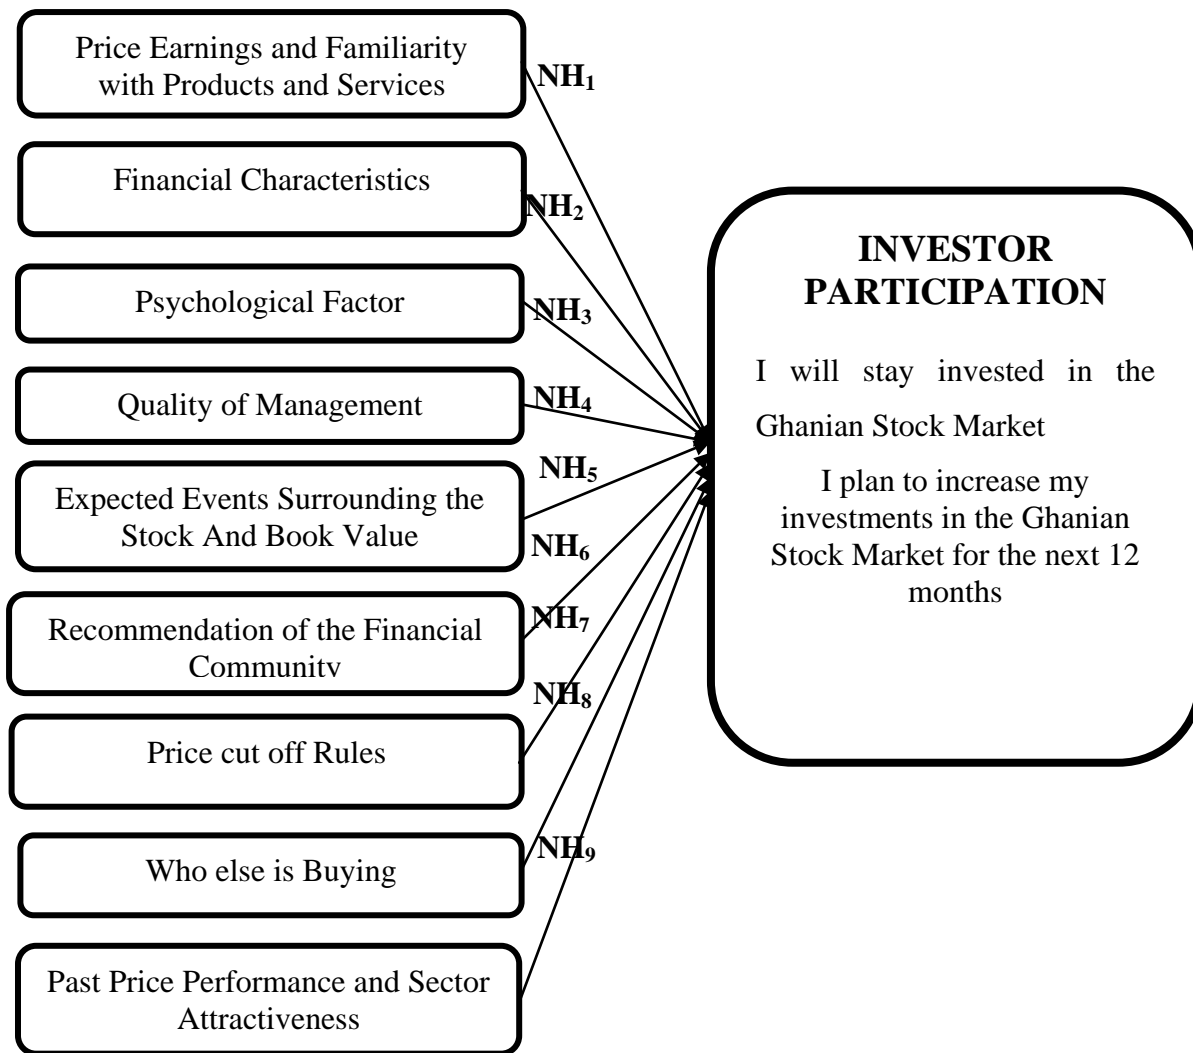 Price Earnings and Familiarity
with Products and Services
NH1
Financial Characteristics
NH2
Psychological Factor
NH3
Quality of Management
NH4
Expected Events Surrounding the
Stock And Book Value
NH5
NH6
Recommendation of the Financial
Community
NH7
Price cut off Rules
NH8
Who else is Buying
NH9
Past Price Performance and Sector
Attractiveness
INVESTOR
PARTICIPATION
I will stay invested in the
Ghanian Stock Market
I plan to increase my
investments in the Ghanian
Stock Market for the next 12
months